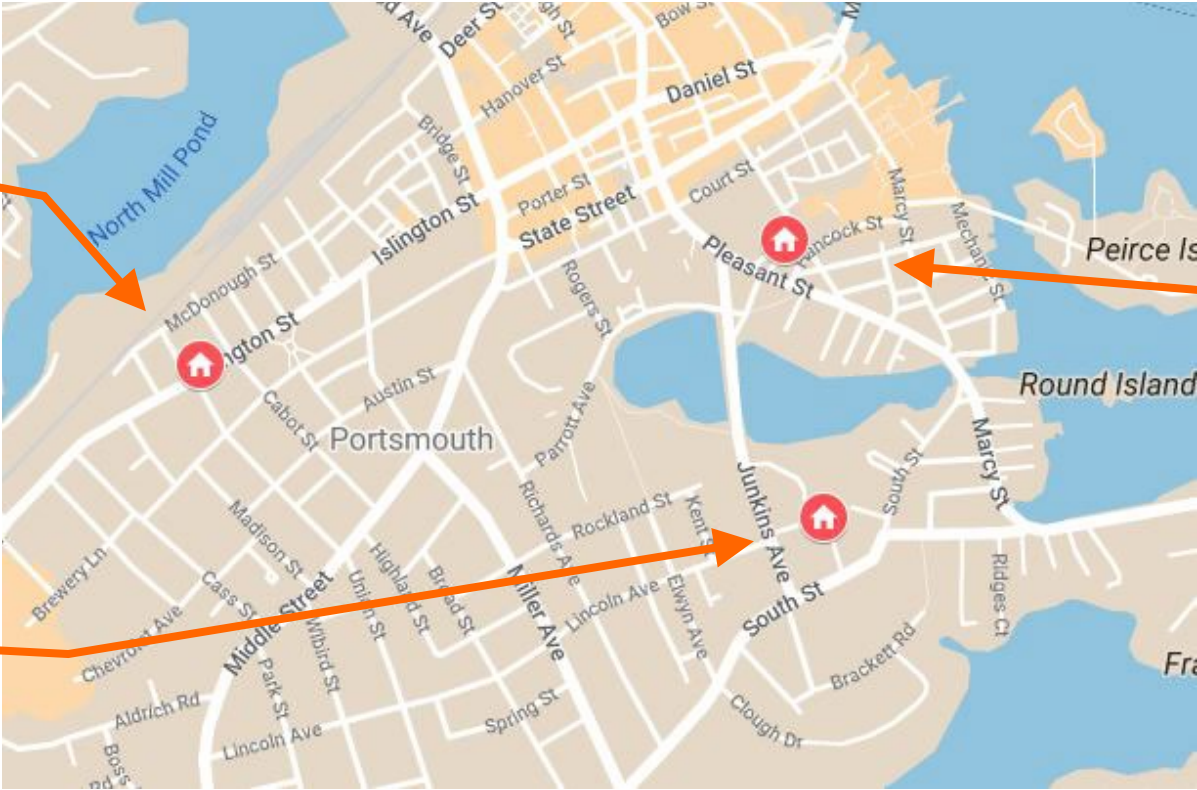 Deer St
Bow S
Hanover St
Daniel St
Bridge St
North Mill Pond
Porter St
Court St
State Street
Islington St
Marcy St
Mechanic St
Hancock St
Peirce Is
Pleasant St
McDonough St
Rogers St
ngton St
Round Island
Austin St
Cabot St
Portsmouth
Parrott Ave
Marcy St
South St
Junkins Ave
Richards Ave
Rockland St
Kent St
Madison St
Brewery Ln
Highland St
Union St
Broad St
Cass St
Miller Ave
Lincoln Ave
Elwyn Ave
South St
Ridges Ct
Chevrolet Ave
Middle Street
Wibird St
Park St
Brackett Rd
Fra
Aldrich Rd
Spring St
Clough Dr
Lincoln Ave
Boss
Rd